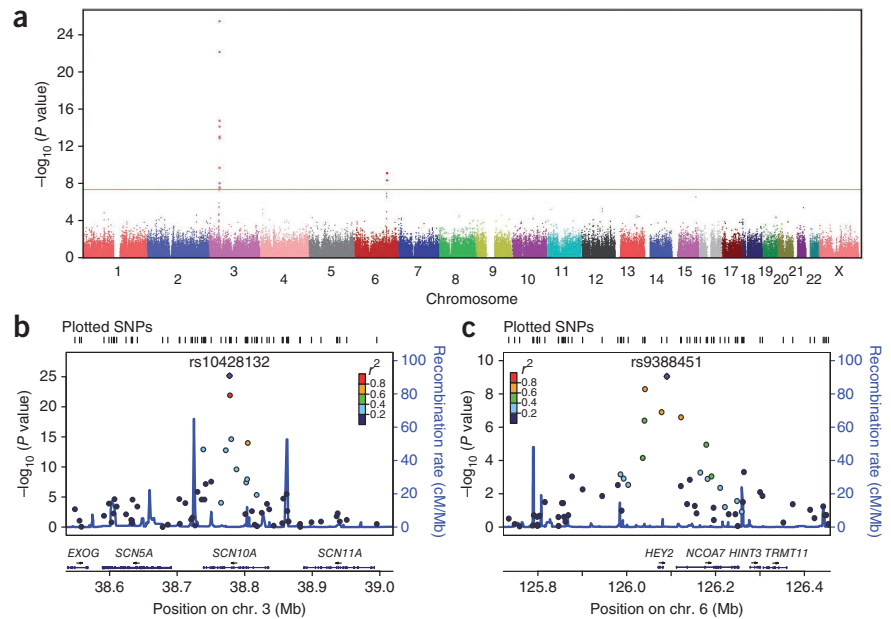 a
–log10 (P value)
24
20
16
12
8
4
0
1 2 3 4 5 6 7 8 9 10 11 12 13 14 15 16 17 18 19 20 21 22 X
Chromosome
b
Plotted SNPs
rs10428132
r2
0.8
0.6
0.4
0.2
–log10 (P value)
25
20
15
10
5
0
100
80
60
40
20
0
Recombination rate (cM/Mb)
EXOG SCN5A SCN10A SCN11A
38.6 38.7 38.8 38.9 39.0
Position on chr. 3 (Mb)
c
Plotted SNPs
rs9388451
r2
0.8
0.6
0.4
0.2
–log10 (P value)
10
8
6
4
2
0
100
80
60
40
20
0
Recombination rate (cM/Mb)
HEY2 NCOA7 HINT3 TRMT11
125.8 126.0 126.2 126.4
Position on chr. 6 (Mb)